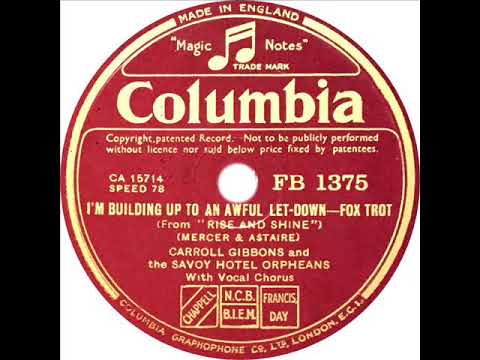 MADE IN ENGLAND
"Magic Notes"
TRADE MARK
Columbia
Copyright,patented Record. Not to be publicly performed
without licence nor sold below price fixed by patentees.
CA 15714
SPEED 78
FB 1375
I'M BUILDING UP TO AN AWFUL LET-DOWN—FOX TROT
(From "RISE AND SHINE")
(MERCER & ASTAIRE)
CARROLL GIBBONS and
the SAVOY HOTEL ORPHEANS
With Vocal Chorus
CHAPPELL
N.C.B.
B.I.E.M.
FRANCIS,
DAY
COLUMBIA GRAPHOPHONE CO. LTD. LONDON. E.C.1.